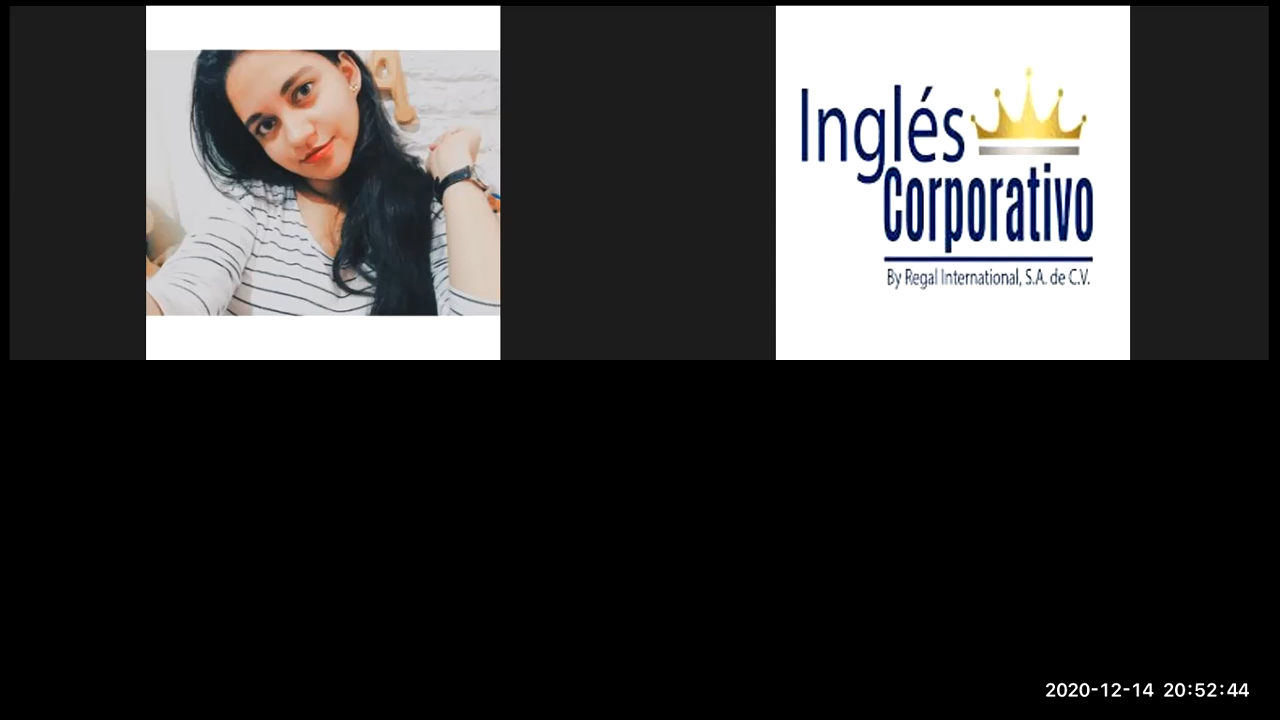 Inglés
Corporativo
By Regal International, S.A. de C.V.
2020-12-14 20:52:44